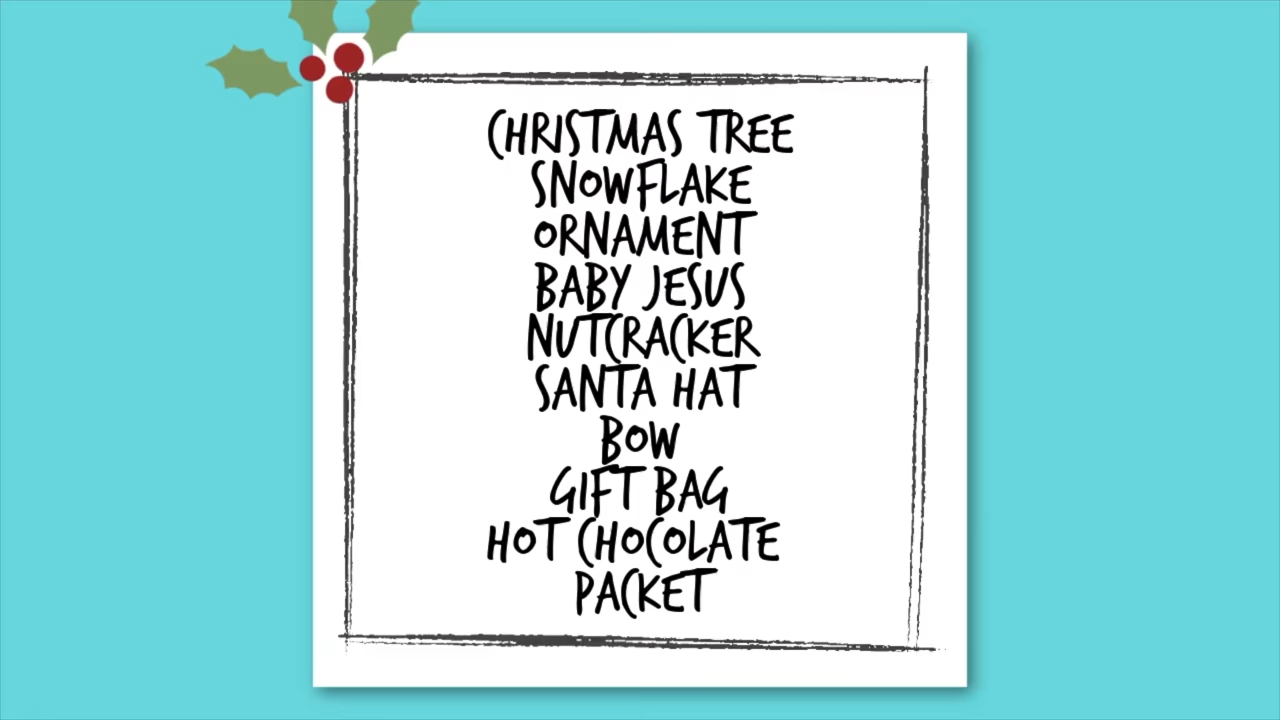 CHRISTMAS TREE
SNOWFLAKE
ORNAMENT
BABY JESUS
NUTCRACKER
SANTA HAT
BOW
GIFT BAG
HOT CHOCOLATE
PACKET